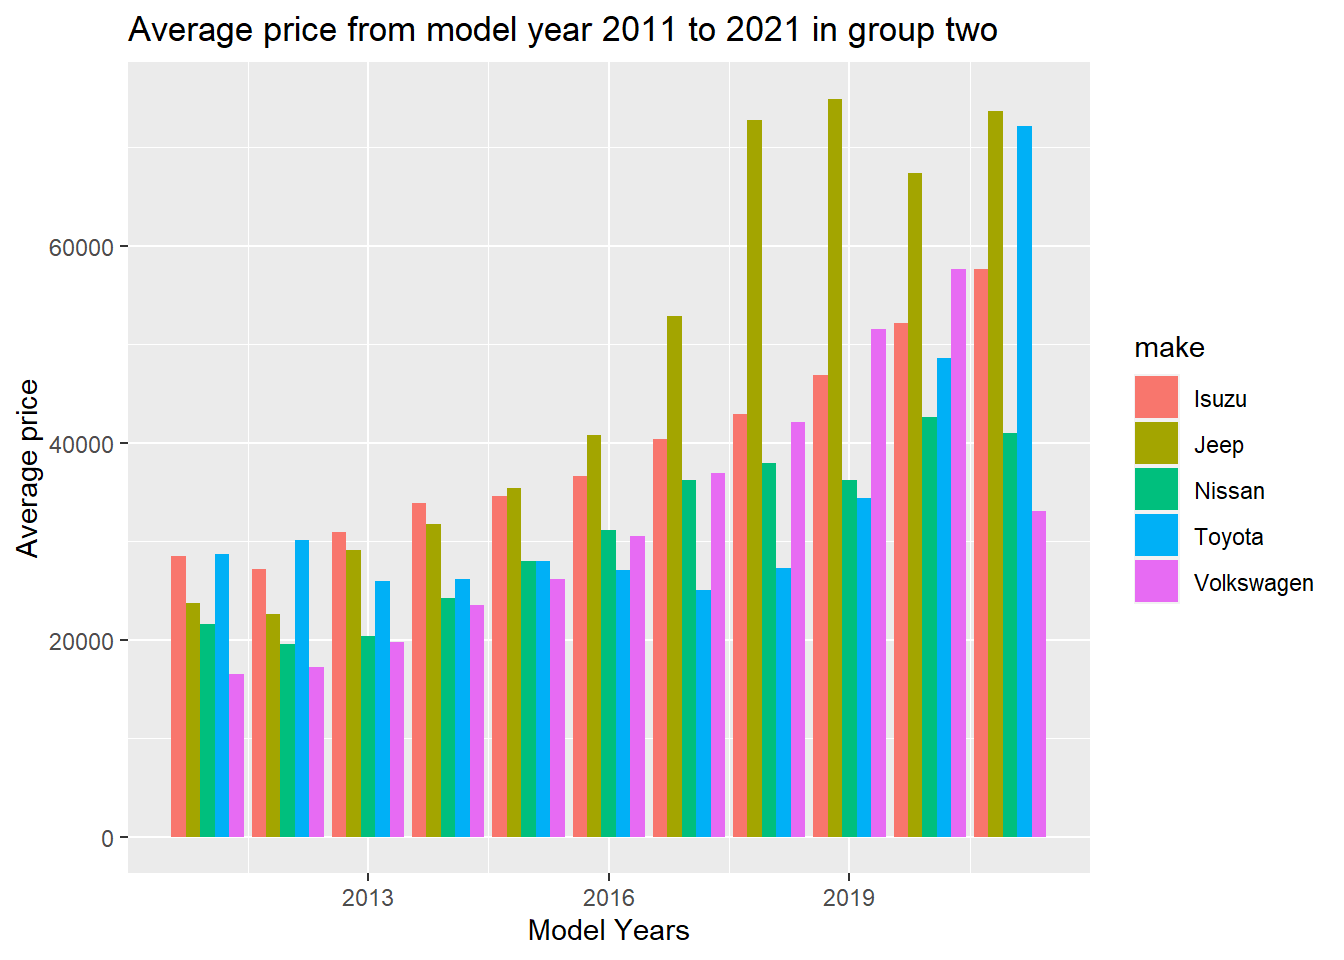 Average price from model year 2011 to 2021 in group two
Average price
60000
40000
20000
0
2013
2016
2019
Model Years
make
Isuzu
Jeep
Nissan
Toyota
Volkswagen